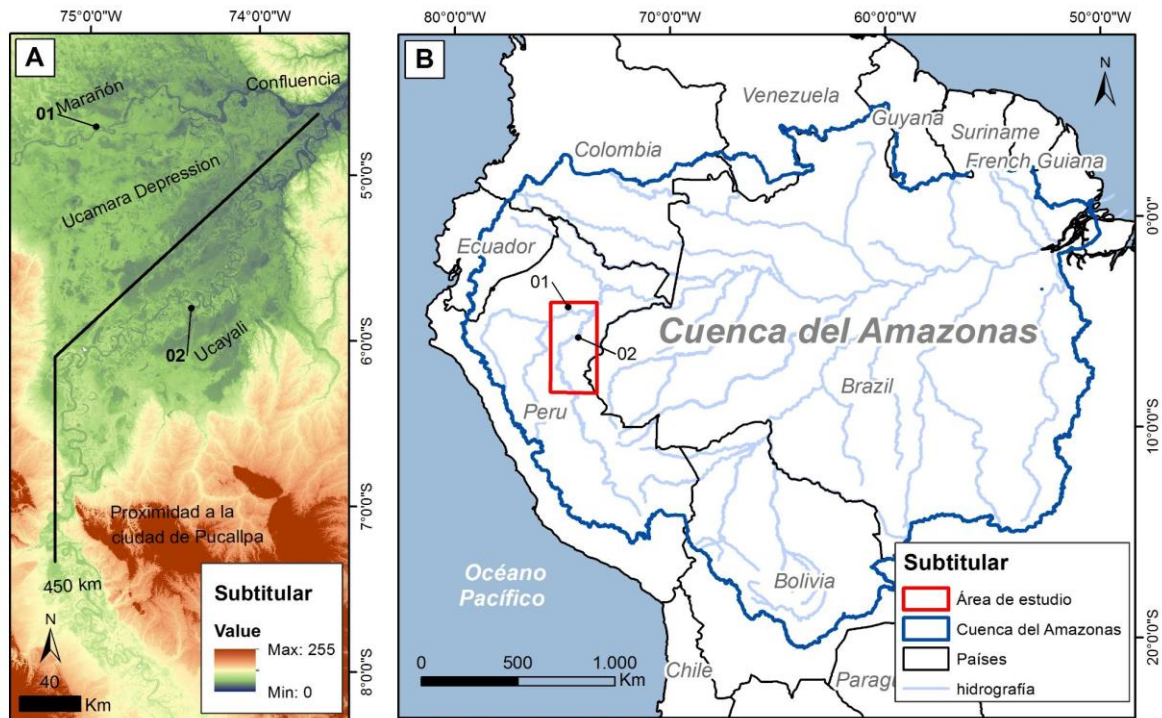 75°0'0"W
74°0'0"W
A
01
Marañón
Confluencia
Ucamara Depression
02
Ucayali
Proximidad a la
ciudad de Pucallpa
450 km
N
40
Km
Subtitular
Value
Max: 255
Min: 0
5°0'0"S
6°0'0"S
7°0'0"S
8°0'0"S
80°0'0"W
70°0'0"W
60°0'0"W
50°0'0"W
B
N
Venezuela
Guyana
Suriname
French Guiana
Colombia
Ecuador
01
02
Cuenca del Amazonas
Brazil
Peru
Océano
Pacífico
Bolivia
Chile
Parag
0
500
1.000
Km
Subtitular
Área de estudio
Cuenca del Amazonas
Países
hidrografía
0°0'0"
10°0'0"S
20°0'0"S